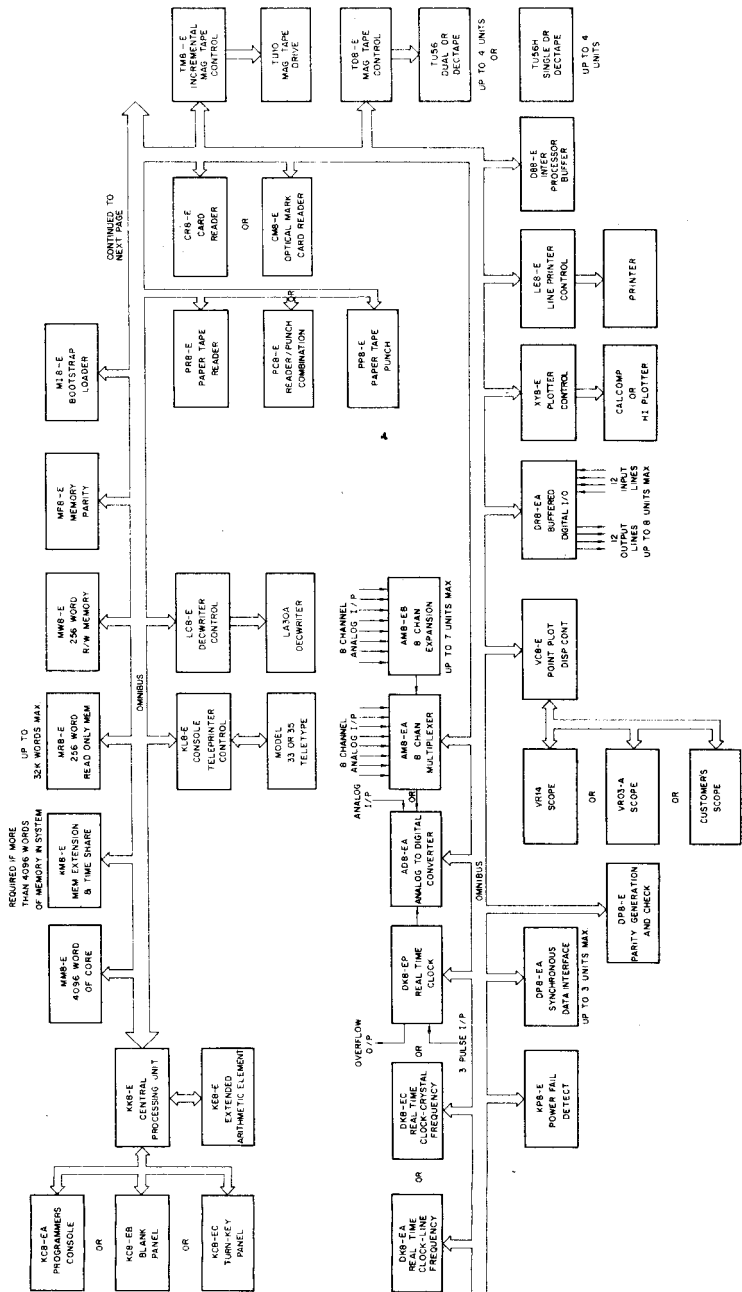 KC8-EA
PROGRAMMERS
CONSOLE
OR
KC8-EB
BLANK
PANEL
OR
KC8-EC
TURN-KEY
PANEL
KK8-E
CENTRAL
PROCESSING UNIT
KE8-E
EXTENDED
ARITHMETIC ELEMENT
MM8-E
4096 WORD
OF CORE
REQUIRED IF MORE
THAN 4096 WORDS
OF MEMORY IN SYSTEM
KM8-E
MEM EXTENSION
& TIME SHARE
UP TO
32K WORDS MAX
MR8-E
256 WORD
READ ONLY MEM
MW8-E
256 WORD
R/W MEMORY
MP8-E
MEMORY
PARITY
MI8-E
BOOTSTRAP
LOADER
OMNIBUS
CONTINUED TO
NEXT PAGE
KL8-E
CONSOLE
TELEPRINTER
CONTROL
MODEL
33 OR 35
TELETYPE
LC8-E
DECWRITER
CONTROL
LA30A
DECWRITER
PR8-E
PAPER TAPE
READER
PC8-E
READER/PUNCH
COMBINATION
OR
PP8-E
PAPER TAPE
PUNCH
CR8-E
CARD
READER
OR
CM8-E
OPTICAL MARK
CARD READER
TM8-E
INCREMENTAL
MAG TAPE
CONTROL
TU10
MAG TAPE
DRIVE
TD8-E
MAG TAPE
CONTROL
TU56
DUAL DR
DECTAPE
UP TO 4 UNITS
OR
TU56H
SINGLE DR
DECTAPE
UP TO 4
UNITS
DK8-EA
REAL TIME
CLOCK-LINE
FREQUENCY
OR
DK8-EC
REAL TIME
CLOCK-CRYSTAL
FREQUENCY
OR
OVERFLOW
O/P
3 PULSE I/P
DK8-EP
REAL TIME
CLOCK
AD8-EA
ANALOG TO DIGITAL
CONVERTER
ANALOG
I/P
OR
8 CHANNEL
ANALOG I/P
AM8-EA
8 CHAN
MULTIPLEXER
8 CHANNEL
ANALOG I/P
AM8-EB
8 CHAN
EXPANSION
UP TO 7 UNITS MAX
OMNIBUS
KP8-E
POWER FAIL
DETECT
DP8-EA
SYNCHRONOUS
DATA INTERFACE
UP TO 3 UNITS MAX
DP8-E
PARITY GENERATION
AND CHECK
VC8-E
POINT PLOT
DISP CONT
VR14
SCOPE
OR
VR03-A
SCOPE
OR
CUSTOMER'S
SCOPE
DR8-EA
BUFFERED
DIGITAL I/O
12
OUTPUT
LINES
12
INPUT
LINES
UP TO 8 UNITS MAX
XY8-E
PLOTTER
CONTROL
CALCOMP
OR
HI PLOTTER
LE8-E
LINE PRINTER
CONTROL
PRINTER
DB8-E
INTER
PROCESSOR
BUFFER